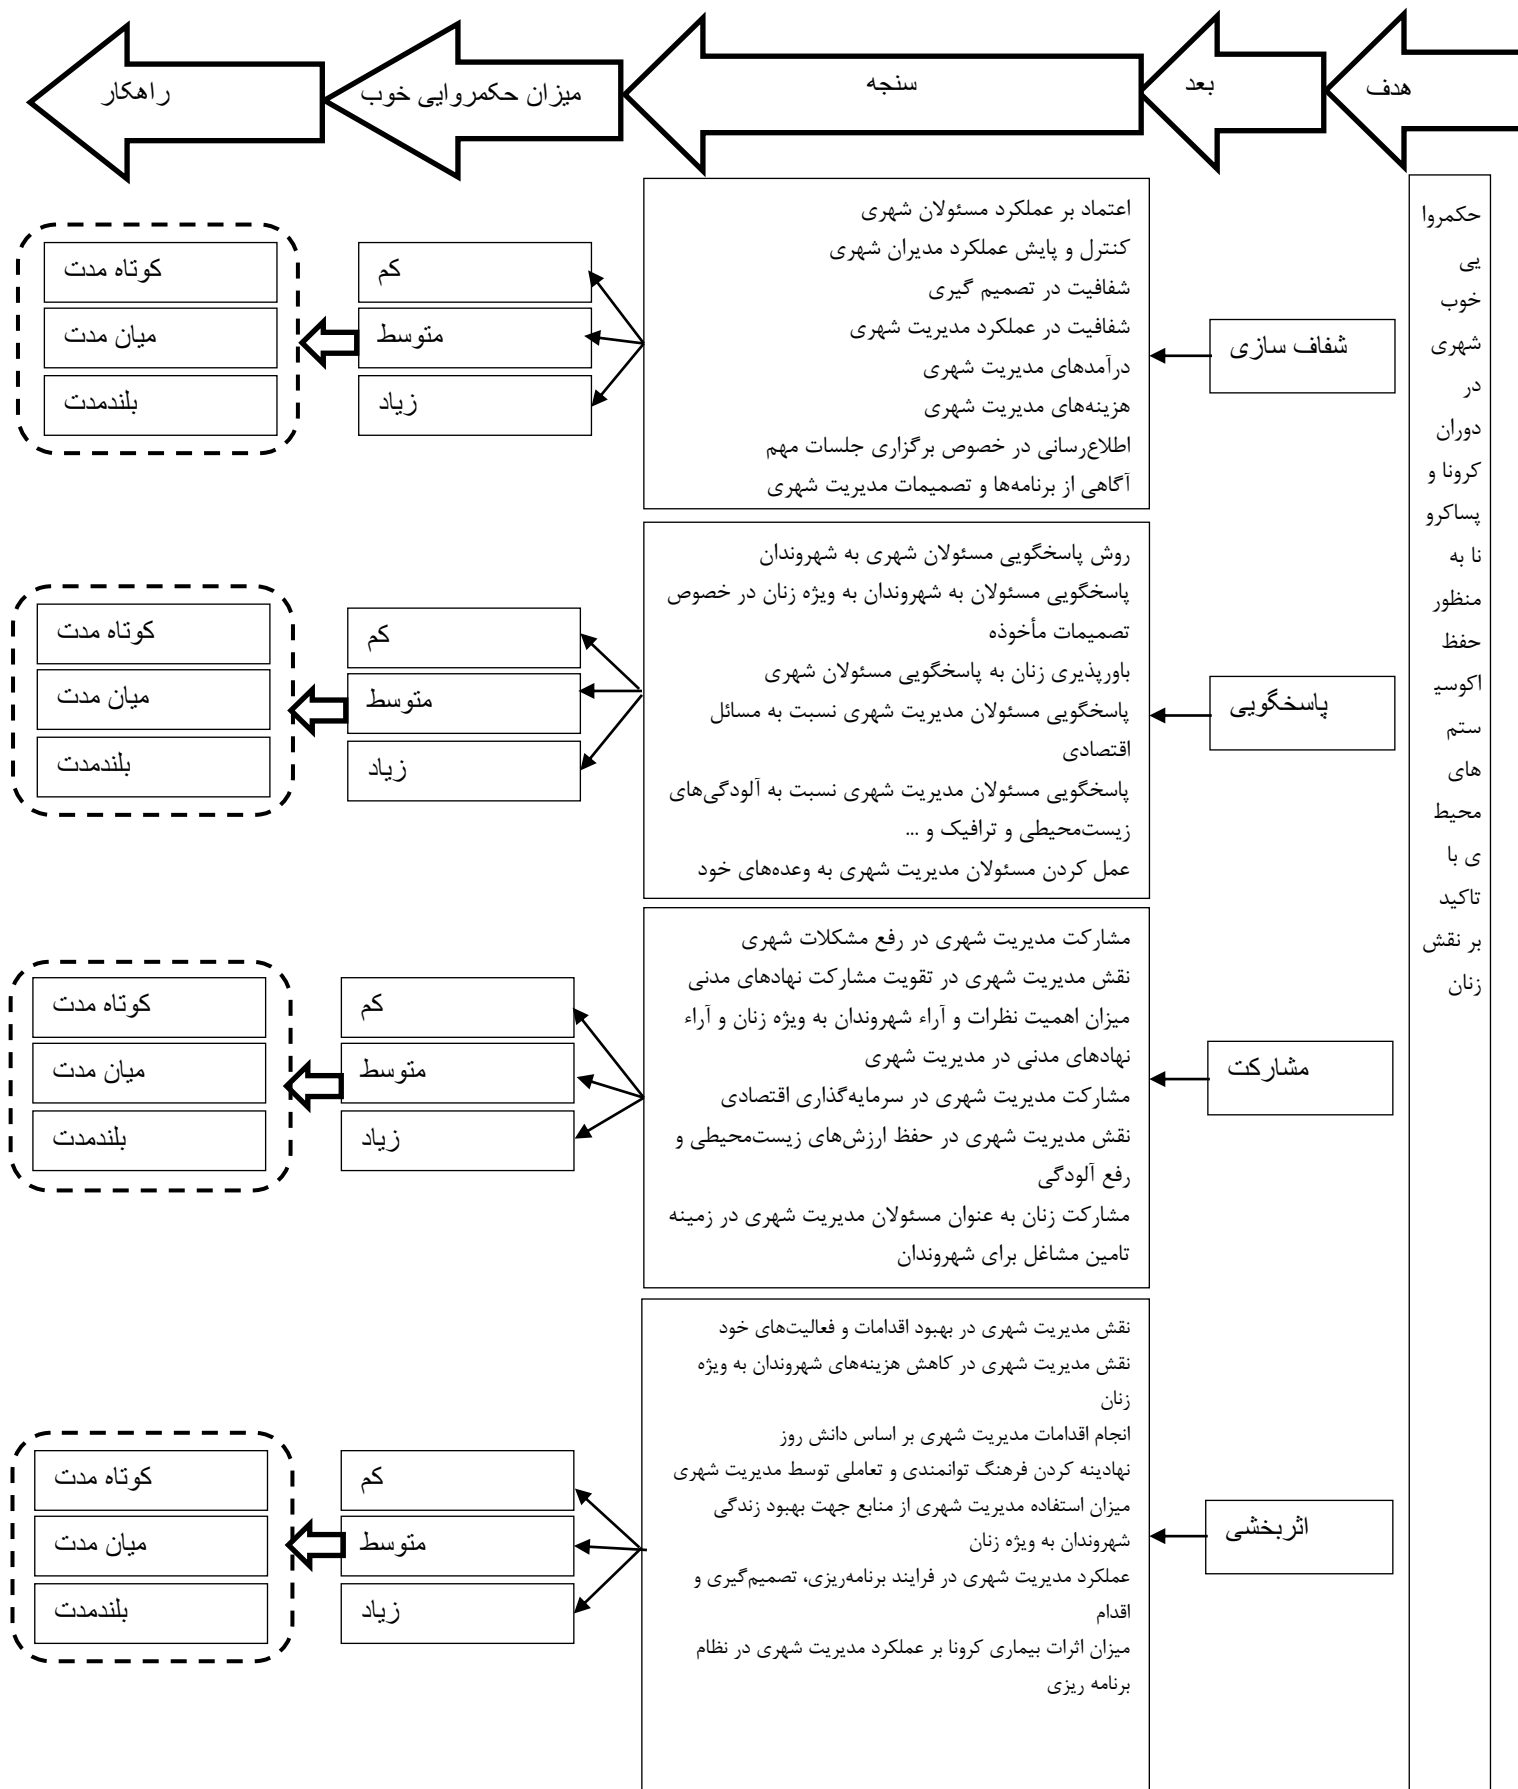 هدف
بعد
سنجه
میزان حکمروایی خوب
راهکار
حکمروا
یی
خوب
شهری
در
دوران
کرونا و
پساکرو
نا به
منظور
حفظ
اکوسی
ستم
های
محیط
ی با
تاکید
بر نقش
زنان
شفاف سازی
اعتماد بر عملکرد مسئولان شهری
کنترل و پایش عملکرد مدیران شهری
شفافیت در تصمیم گیری
شفافیت در عملکرد مدیریت شهری
درآمدهای مدیریت شهری
هزینه‌های مدیریت شهری
اطلاع‌رسانی در خصوص برگزاری جلسات مهم
آگاهی از برنامه‌ها و تصمیمات مدیریت شهری
کم
متوسط
زیاد
کوتاه مدت
میان مدت
بلندمدت
پاسخگویی
روش پاسخگویی مسئولان شهری به شهروندان
پاسخگویی مسئولان به شهروندان به ویژه زنان در خصوص
تصمیمات مأخوذه
باورپذیری زنان به پاسخگویی مسئولان شهری
پاسخگویی مسئولان مدیریت شهری نسبت به مسائل
اقتصادی
پاسخگویی مسئولان مدیریت شهری نسبت به آلودگی‌های
زیست‌محیطی و ترافیک و ...
عمل کردن مسئولان مدیریت شهری به وعده‌های خود
کم
متوسط
زیاد
کوتاه مدت
میان مدت
بلندمدت
مشارکت
مشارکت مدیریت شهری در رفع مشکلات شهری
نقش مدیریت شهری در تقویت مشارکت نهادهای مدنی
میزان اهمیت نظرات و آراء شهروندان به ویژه زنان و آراء
نهادهای مدنی در مدیریت شهری
مشارکت مدیریت شهری در سرمایه‌گذاری اقتصادی
نقش مدیریت شهری در حفظ ارزش‌های زیست‌محیطی و
رفع آلودگی
مشارکت زنان به عنوان مسئولان مدیریت شهری در زمینه
تامین مشاغل برای شهروندان
کم
متوسط
زیاد
کوتاه مدت
میان مدت
بلندمدت
اثربخشی
نقش مدیریت شهری در بهبود اقدامات و فعالیت‌های خود
نقش مدیریت شهری در کاهش هزینه‌های شهروندان به ویژه
زنان
انجام اقدامات مدیریت شهری بر اساس دانش روز
نهادینه کردن فرهنگ توانمندی و تعاملی توسط مدیریت شهری
میزان استفاده مدیریت شهری از منابع جهت بهبود زندگی
شهروندان به ویژه زنان
عملکرد مدیریت شهری در فرایند برنامه‌ریزی، تصمیم‌گیری و
اقدام
میزان اثرات بیماری کرونا بر عملکرد مدیریت شهری در نظام
برنامه ریزی
کم
متوسط
زیاد
کوتاه مدت
میان مدت
بلندمدت